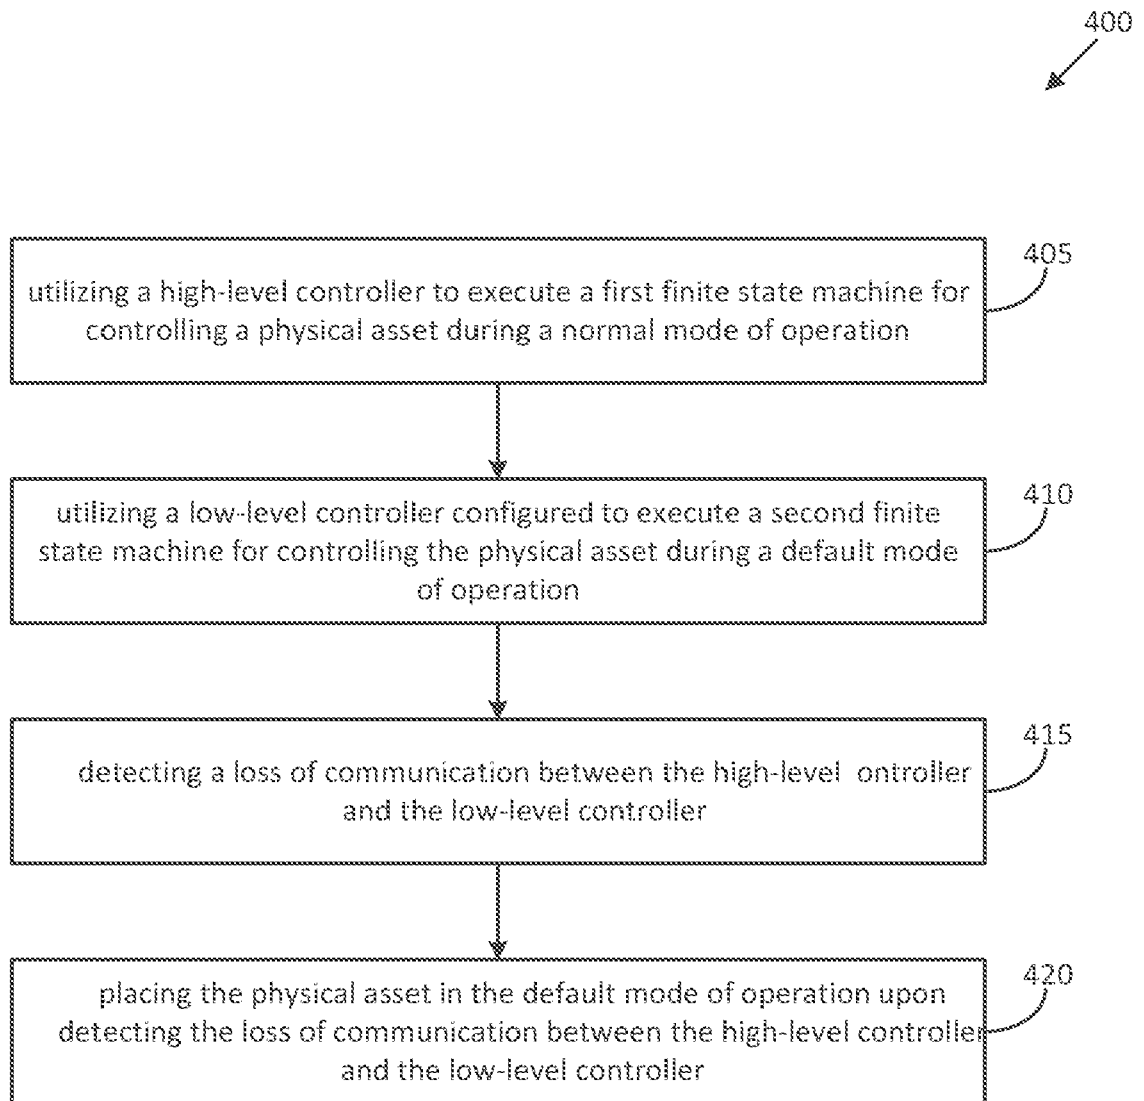 400
405
utilizing a high-level controller to execute a first finite state machine for
controlling a physical asset during a normal mode of operation
410
utilizing a low-level controller configured to execute a second finite
state machine for controlling the physical asset during a default mode
of operation
415
detecting a loss of communication between the high-level ontroller
and the low-level controller
420
placing the physical asset in the default mode of operation upon
detecting the loss of communication between the high-level controller
and the low-level controller